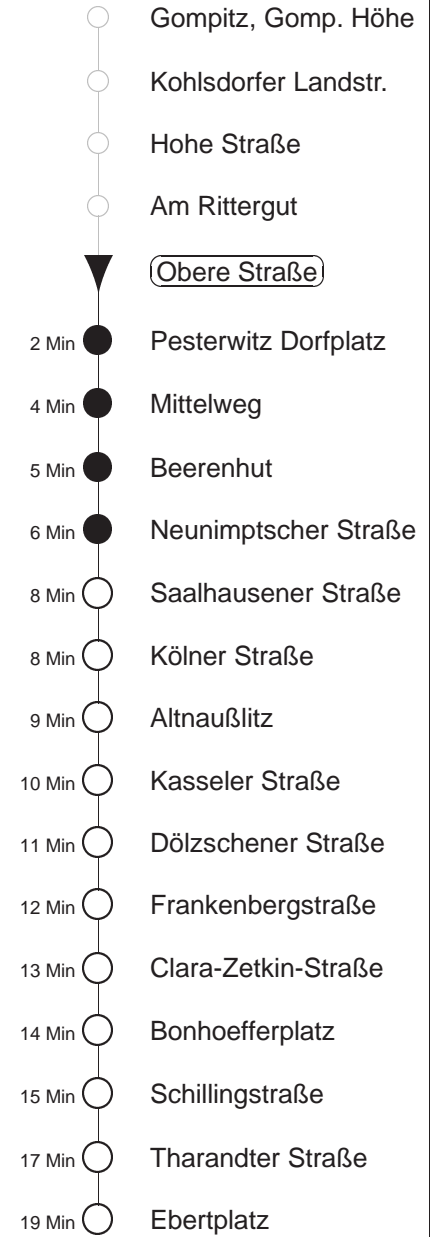 Gompitz, Gomp. Höhe
Kohlsdorfer Landstr.
Hohe Straße
Am Rittergut
Obere Straße
2 Min Pesterwitz Dorfplatz
4 Min Mittelweg
5 Min Beerenhut
6 Min Neunimptscher Straße
8 Min Saalhausener Straße
8 Min Kölner Straße
9 Min Altnaußlitz
10 Min Kasseler Straße
11 Min Dölzschener Straße
12 Min Frankenbergstraße
13 Min Clara-Zetkin-Straße
14 Min Bonhoefferplatz
15 Min Schillingstraße
17 Min Tharandter Straße
19 Min Ebertplatz